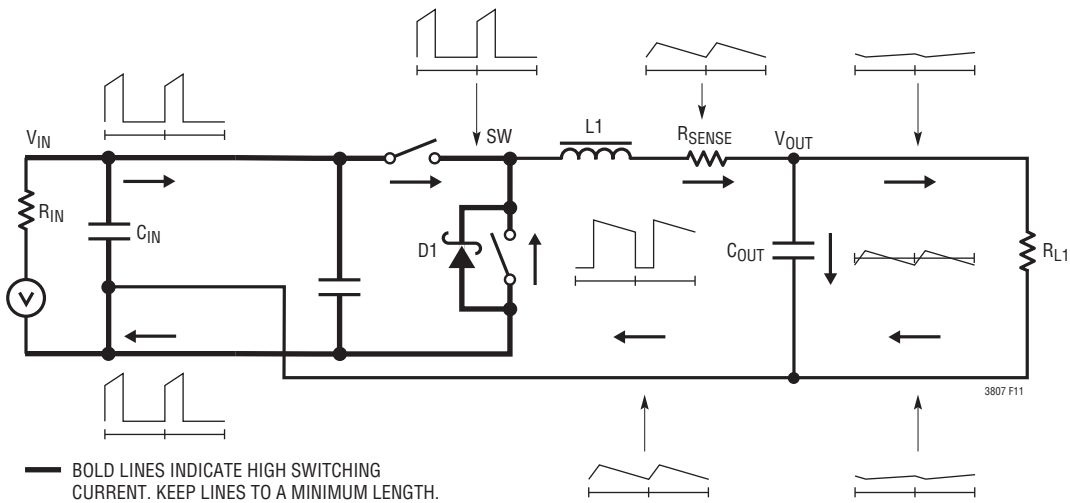 SW
L1
RSENSE
VOUT
VIN
RIN
CIN
D1
COUT
RL1
V
3807 F11
BOLD LINES INDICATE HIGH SWITCHING
CURRENT. KEEP LINES TO A MINIMUM LENGTH.